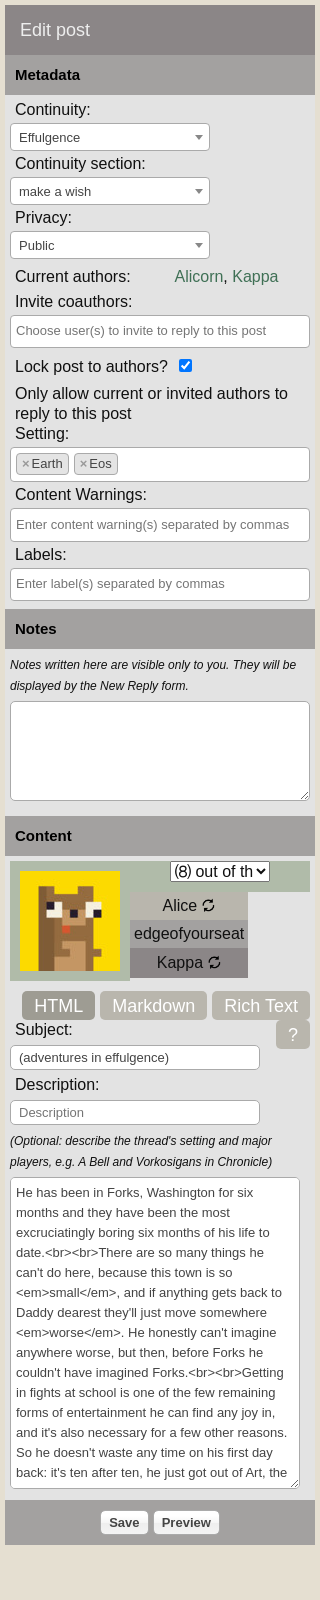 Edit post
Metadata
Continuity:
Effulgence
Continuity section:
make a wish
Privacy:
Public
Current authors: Alicorn, Kappa
Invite coauthors:
Choose user(s) to invite to reply to this post
Lock post to authors?
Only allow current or invited authors to
reply to this post
Setting:
×Earth ×Eos
Content Warnings:
Enter content warning(s) separated by commas
Labels:
Enter label(s) separated by commas
Notes
Notes written here are visible only to you. They will be
displayed by the New Reply form.
Content
(8) out of th
Alice
edgeofyourseat
Kappa
HTML Markdown Rich Text
?
Subject:
(adventures in effulgence)
Description:
Description
(Optional: describe the thread's setting and major
players, e.g. A Bell and Vorkosigans in Chronicle)
He has been in Forks, Washington for six
months and they have been the most
excruciatingly boring six months of his life to
date.<br><br>There are so many things he
can't do here, because this town is so
<em>small</em>, and if anything gets back to
Daddy dearest they'll just move somewhere
<em>worse</em>. He honestly can't imagine
anywhere worse, but then, before Forks he
couldn't have imagined Forks.<br><br>Getting
in fights at school is one of the few remaining
forms of entertainment he can find any joy in,
and it's also necessary for a few other reasons.
So he doesn't waste any time on his first day
back: it's ten after ten, he just got out of Art, the
Save Preview